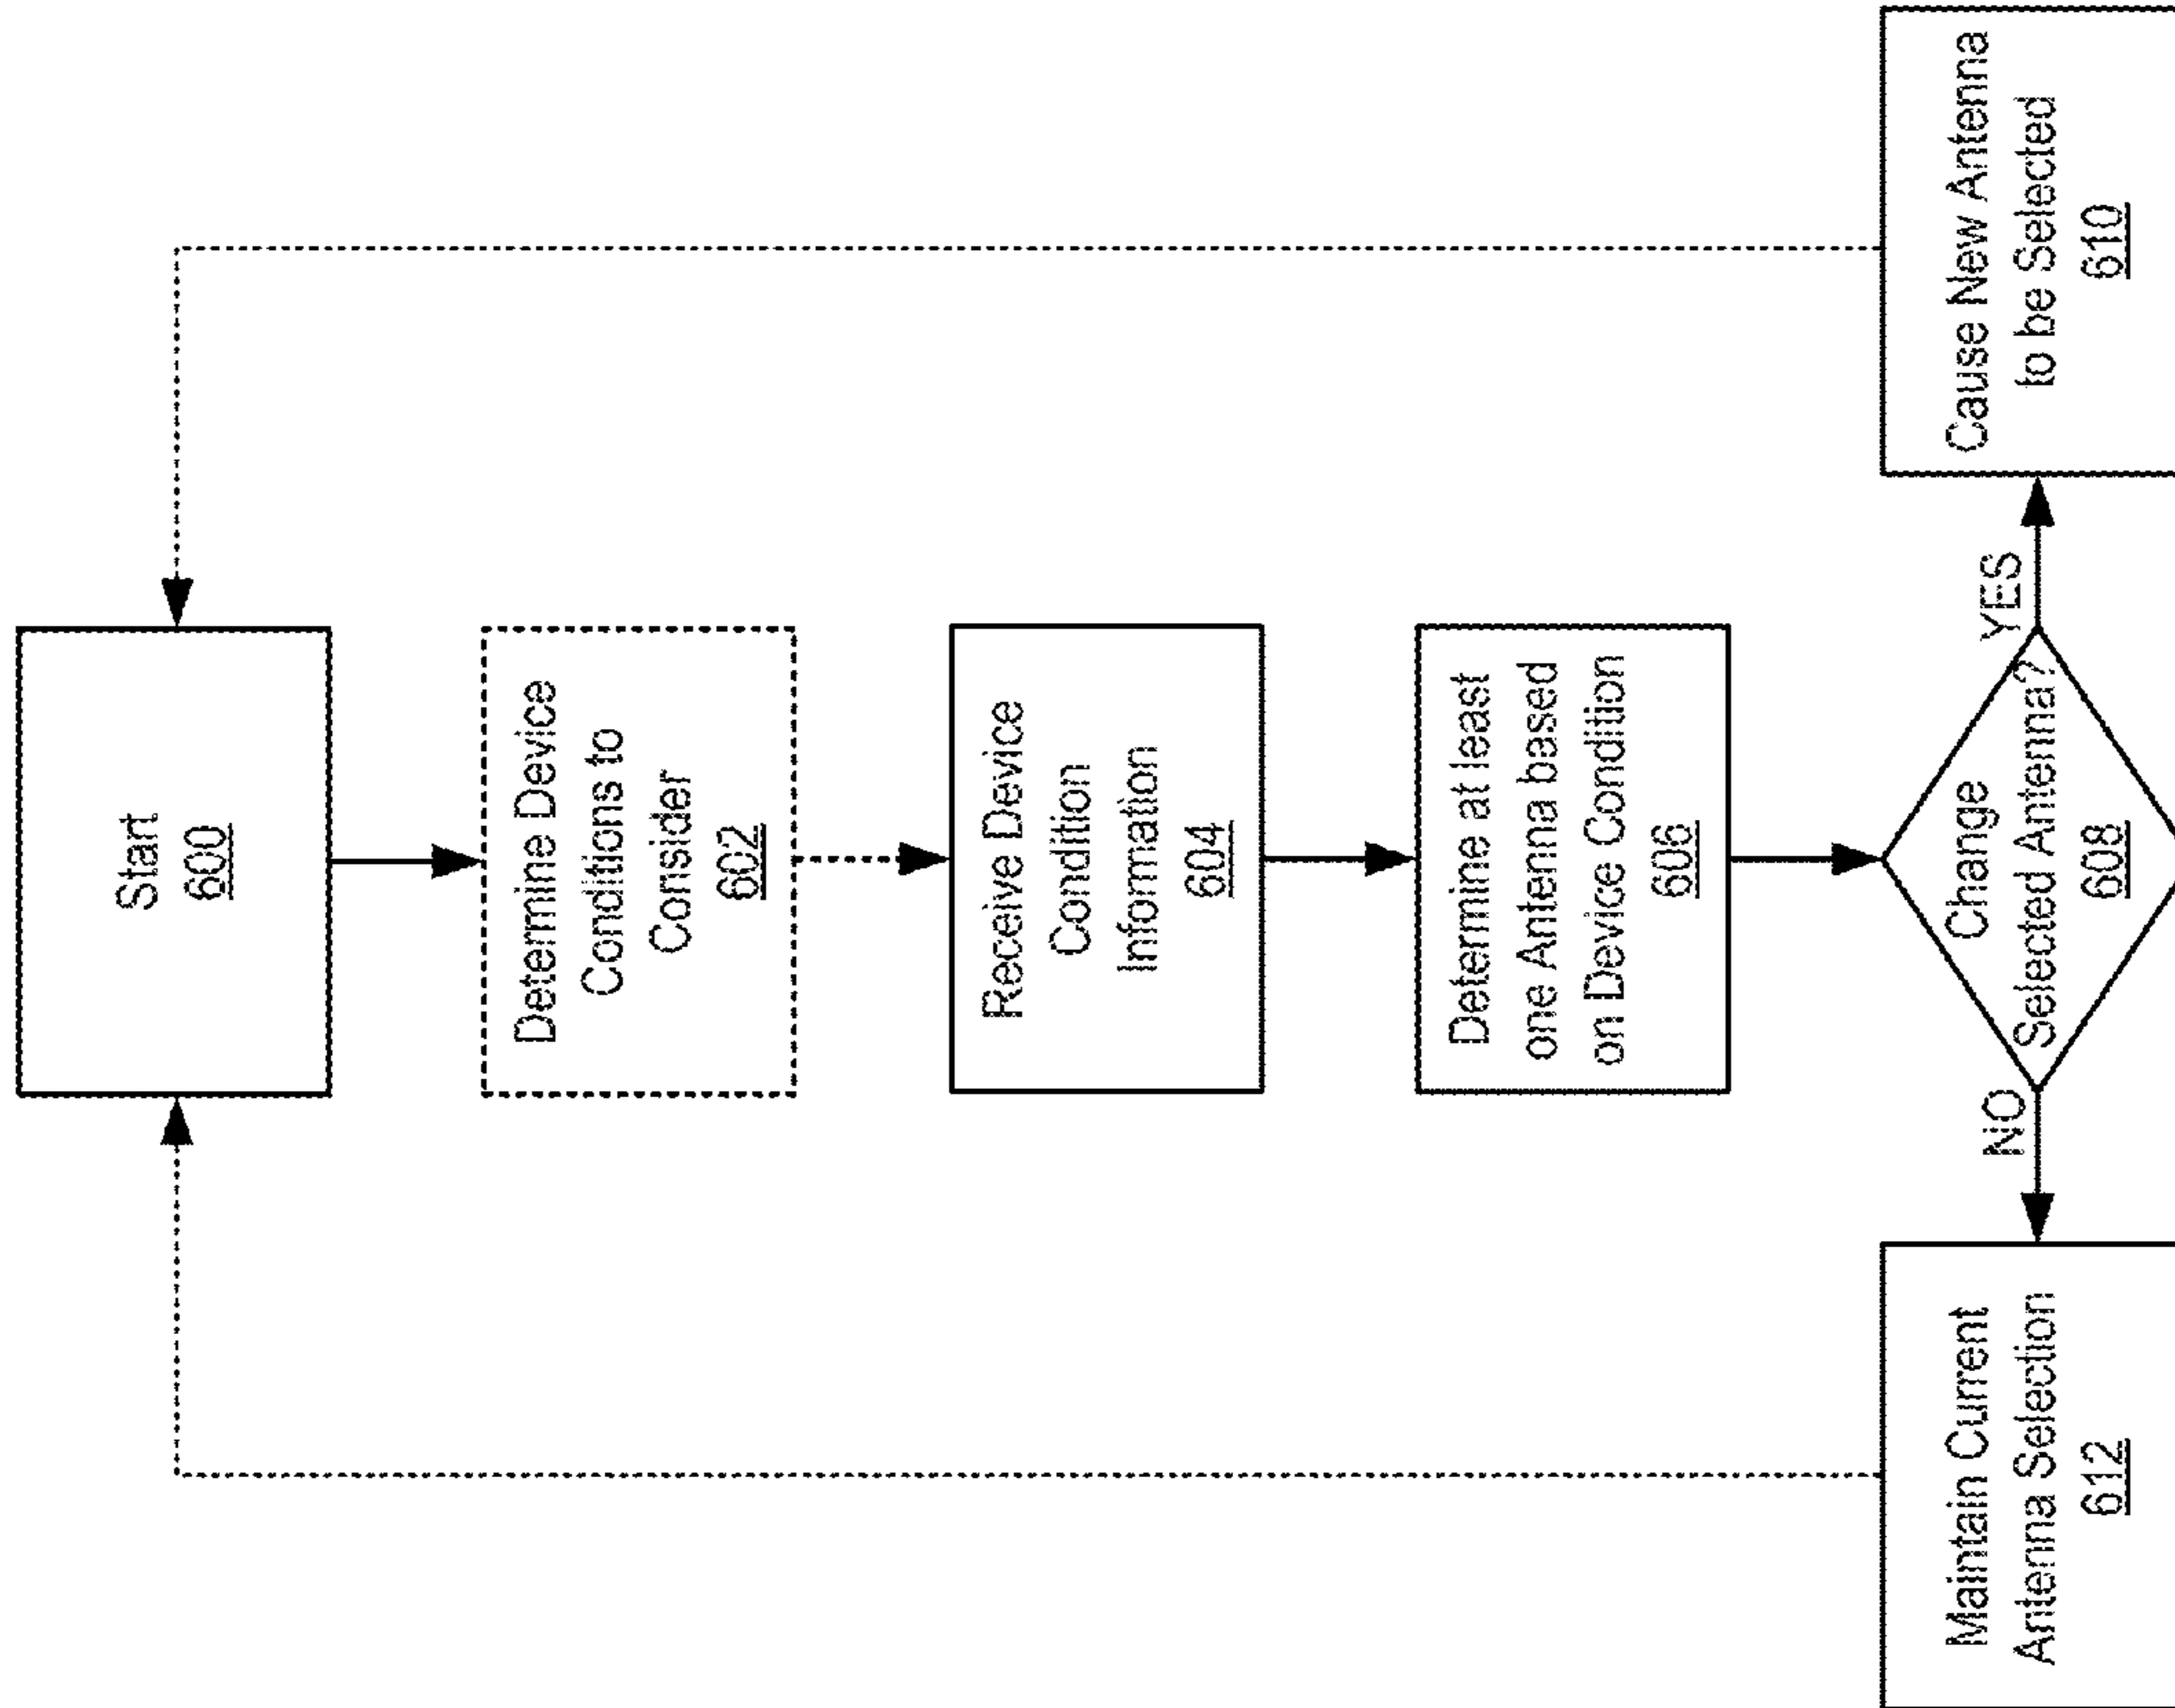 Start
600
Determine Device
Conditions to
Consider
602
Receive Device
Condition
Information
604
Determine at least
one Antenna based
on Device Condition
606
Change
Selected Antenna?
608
NO
YES
Maintain Current
Antenna Selection
612
Cause New Antenna
to be Selected
610